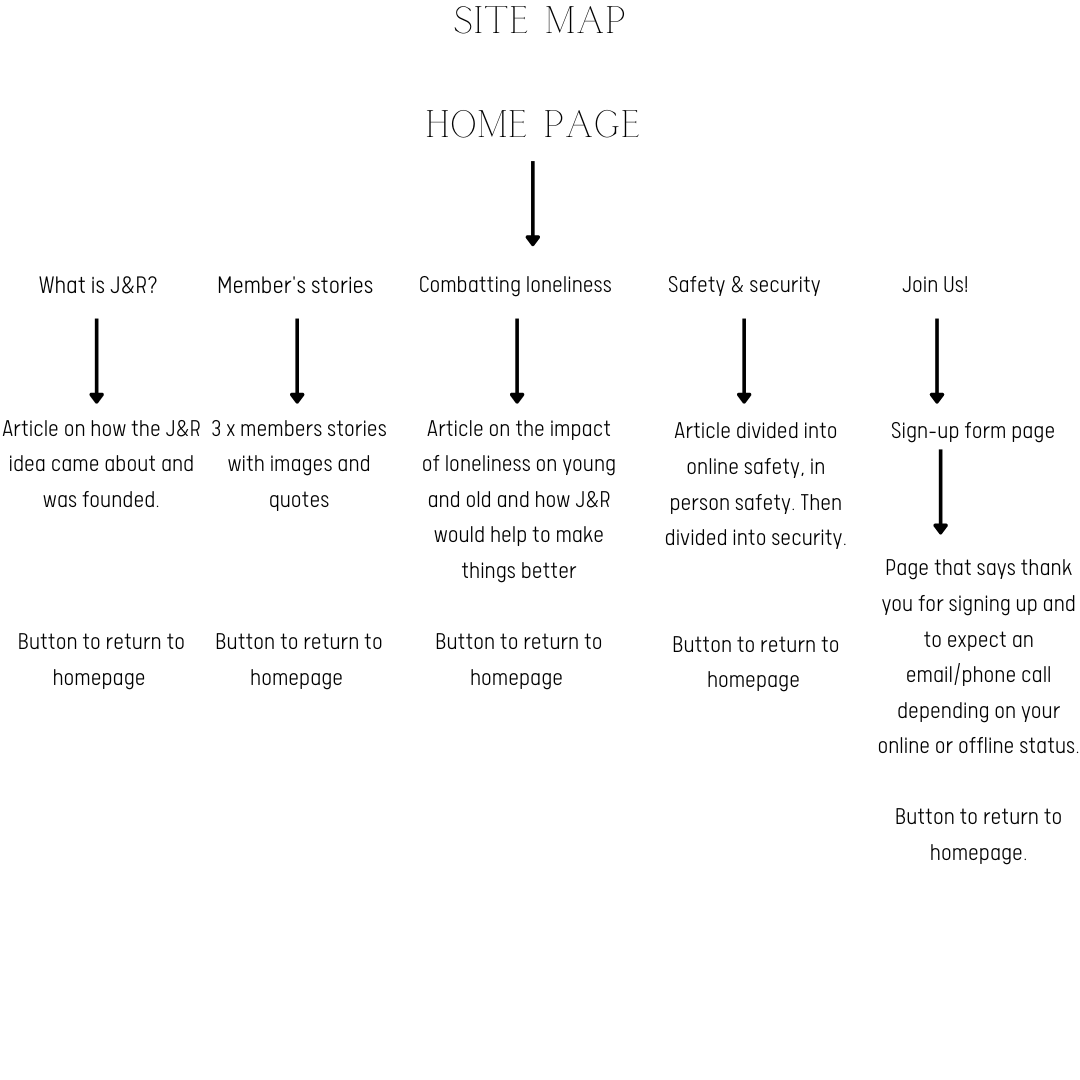 SITE MAP
HOME PAGE
What is J&R?
Member's stories
Combatting loneliness
Safety & security
Join Us!
Article on how the J&R
idea came about and
was founded.
3 x members stories
with images and
quotes
Article on the impact
of loneliness on young
and old and how J&R
would help to make
things better
Article divided into
online safety, in
person safety. Then
divided into security.
Sign-up form page
Page that says thank
you for signing up and
to expect an
email/phone call
depending on your
online or offline status.
Button to return to
homepage
Button to return to
homepage
Button to return to
homepage
Button to return to
homepage
Button to return to
homepage.